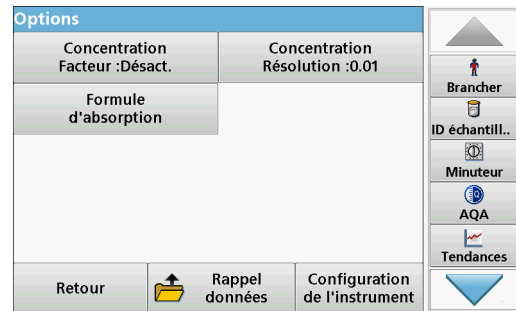 Options
Concentration
Facteur :Désact.
Concentration
Résolution :0.01
Formule
d'absorption
Brancher
ID échantill..
Minuteur
AQA
Tendances
Retour
Rappel
données
Configuration
de l'instrument